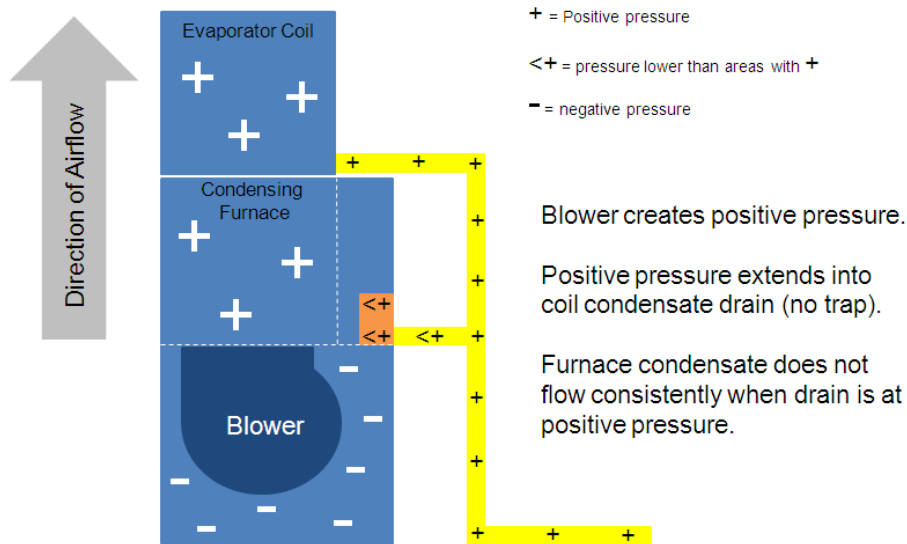 + = Positive pressure
<+ = pressure lower than areas with +
- = negative pressure
Direction of Airflow
Evaporator Coil
+ + +
+ + +
Condensing
Furnace
+ + +
+
+
<+
<+ <+ +
Blower
- - - - - - - -
+
+
+ + +
Blower creates positive pressure.
Positive pressure extends into
coil condensate drain (no trap).
Furnace condensate does not
flow consistently when drain is at
positive pressure.